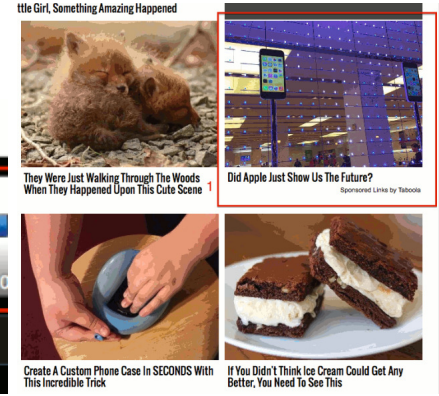 ttle Girl, Something Amazing Happened
They Were Just Walking Through The Woods
When They Happened Upon This Cute Scene
1
Did Apple Just Show Us The Future?
Sponsored Links by Taboola
Create A Custom Phone Case In SECONDS With
This Incredible Trick
If You Didn't Think Ice Cream Could Get Any
Better, You Need To See This